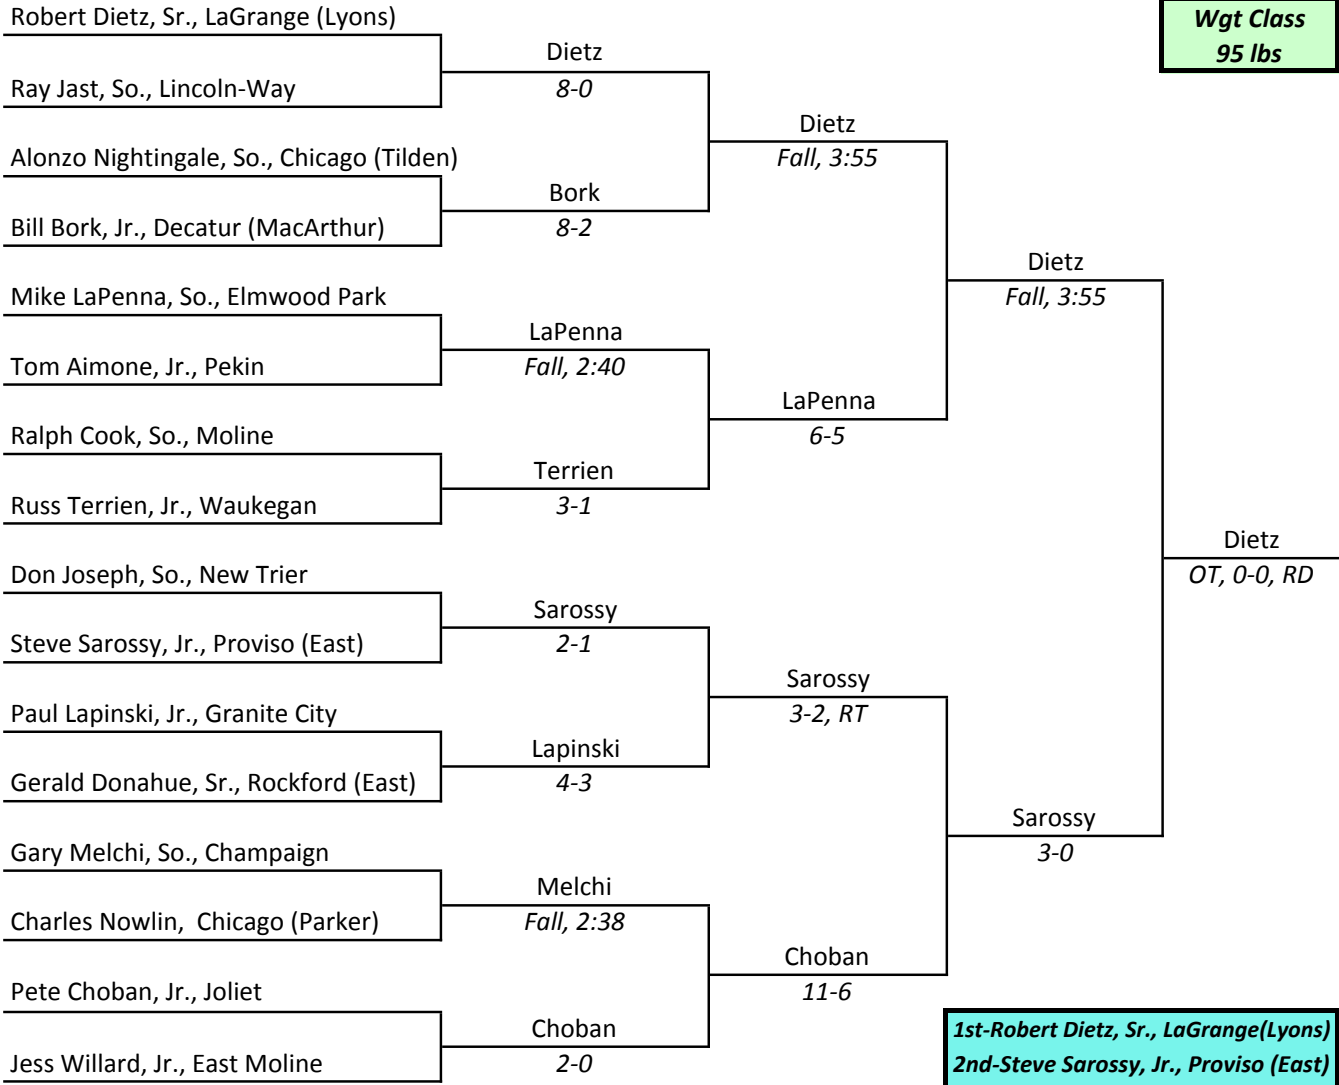 Robert Dietz, Sr., LaGrange (Lyons)
Wgt Class
95 lbs
Dietz
8-0
Ray Jast, So., Lincoln-Way
Dietz
Fall, 3:55
Alonzo Nightingale, So., Chicago (Tilden)
Bork
8-2
Bill Bork, Jr., Decatur (MacArthur)
Dietz
Fall, 3:55
Mike LaPenna, So., Elmwood Park
LaPenna
Fall, 2:40
Tom Aimone, Jr., Pekin
LaPenna
6-5
Ralph Cook, So., Moline
Terrien
3-1
Russ Terrien, Jr., Waukegan
Dietz
OT, 0-0, RD
Don Joseph, So., New Trier
Sarossy
2-1
Steve Sarossy, Jr., Proviso (East)
Sarossy
3-2, RT
Paul Lapinski, Jr., Granite City
Lapinski
4-3
Gerald Donahue, Sr., Rockford (East)
Sarossy
3-0
Gary Melchi, So., Champaign
Melchi
Fall, 2:38
Charles Nowlin,  Chicago (Parker)
Choban
11-6
Pete Choban, Jr., Joliet
Choban
2-0
Jess Willard, Jr., East Moline
1st-Robert Dietz, Sr., LaGrange(Lyons)
2nd-Steve Sarossy, Jr., Proviso (East)